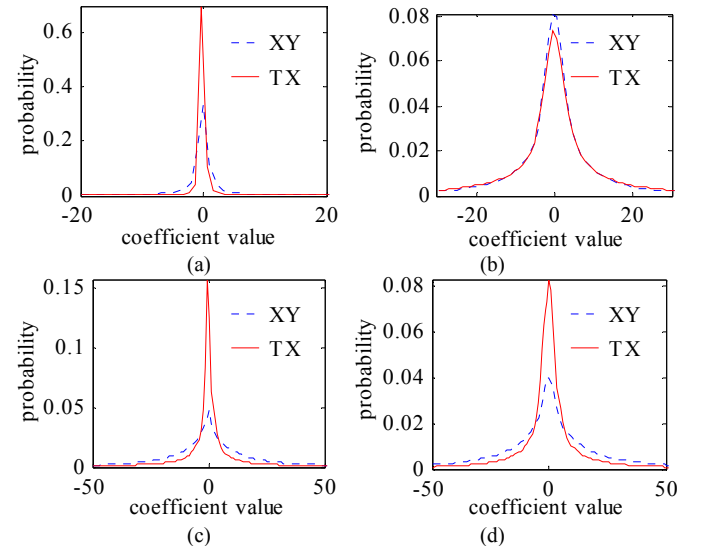 0.6
0.4
0.2
0
probability
XY
TX
-20
0
20
coefficient value
(a)
0.08
0.06
0.04
0.02
0
probability
XY
TX
-20
0
20
coefficient value
(b)
0.15
0.1
0.05
0
probability
XY
TX
-50
0
50
coefficient value
(c)
0.08
0.06
0.04
0.02
0
probability
XY
TX
-50
0
50
coefficient value
(d)